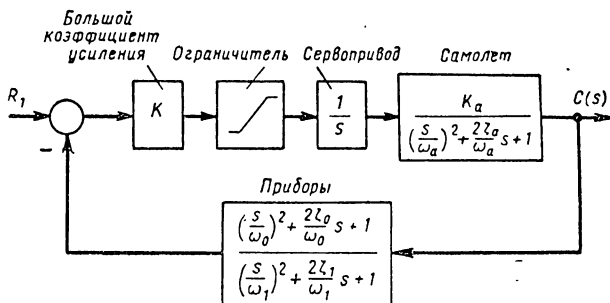 Большой
коэффициент
усиления
Ограничитель
Сервопривод
Самолет
R₁
K
1
s
Kₐ
(s/ωₐ)² + 2ζₐ/ωₐ s + 1
C(s)
−
Приборы
(s/ω₀)² + 2ζ₀/ω₀ s + 1
(s/ω₁)² + 2ζ₁/ω₁ s + 1